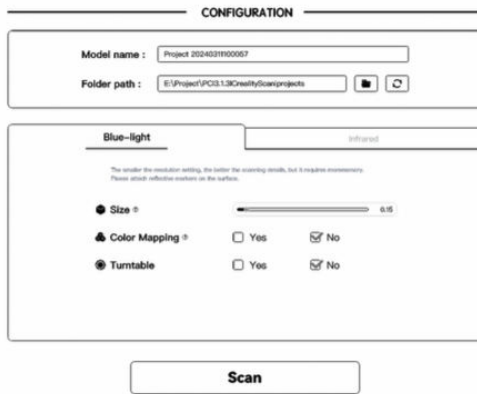 CONFIGURATION
Model name : Project 20240311100057
Folder path : E:\Project\PCI3.1.3\CrealityScan\projects
Blue-light Infrared
The smaller the resolution setting, the better the scanning details, but it requires morememory.
Please attach reflective markers on the surface.
Size 0.15
Color Mapping Yes No
Turntable Yes No
Scan